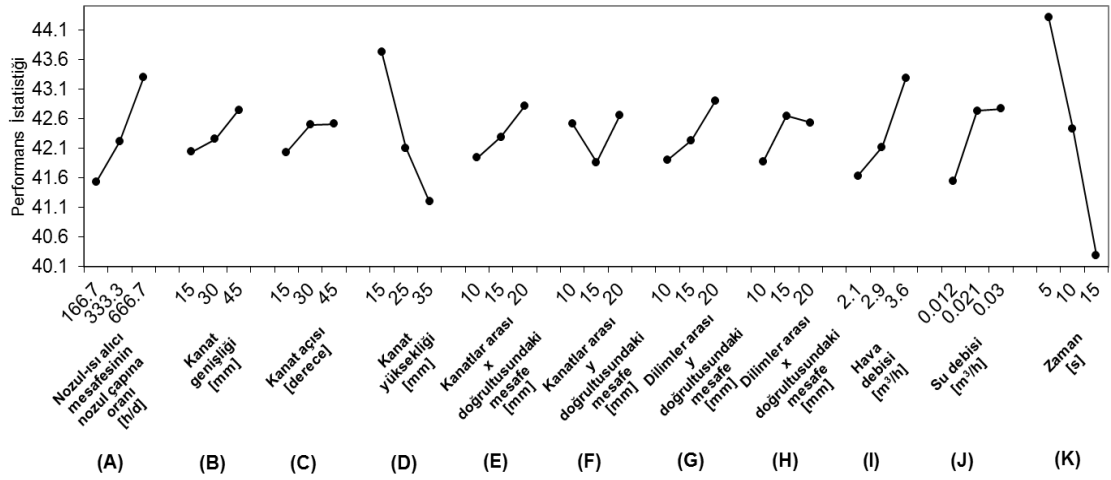 Performans İstatistiği
44.1
43.6
43.1
42.6
42.1
41.6
41.1
40.6
40.1
166.7
333.3
666.7
15
30
45
15
30
45
15
25
35
10
15
20
10
15
20
10
15
20
10
15
20
2.1
2.9
3.6
0.012
0.021
0.03
5
10
15
Nozul-ısı alıcı
mesafesinin
nozul çapına
oranı
[h/d]
Kanat
genişliği
[mm]
Kanat açısı
[derece]
Kanat
yüksekliği
[mm]
Kanatlar arası
x
doğrultusundaki
mesafe
[mm]
Kanatlar arası
y
doğrultusundaki
mesafe
[mm]
Dilimler arası
y
doğrultusundaki
mesafe
[mm]
Dilimler arası
x
doğrultusundaki
mesafe
[mm]
Hava
debisi
[m³/h]
Su debisi
[m³/h]
Zaman
[s]
(A)
(B)
(C)
(D)
(E)
(F)
(G)
(H)
(I)
(J)
(K)